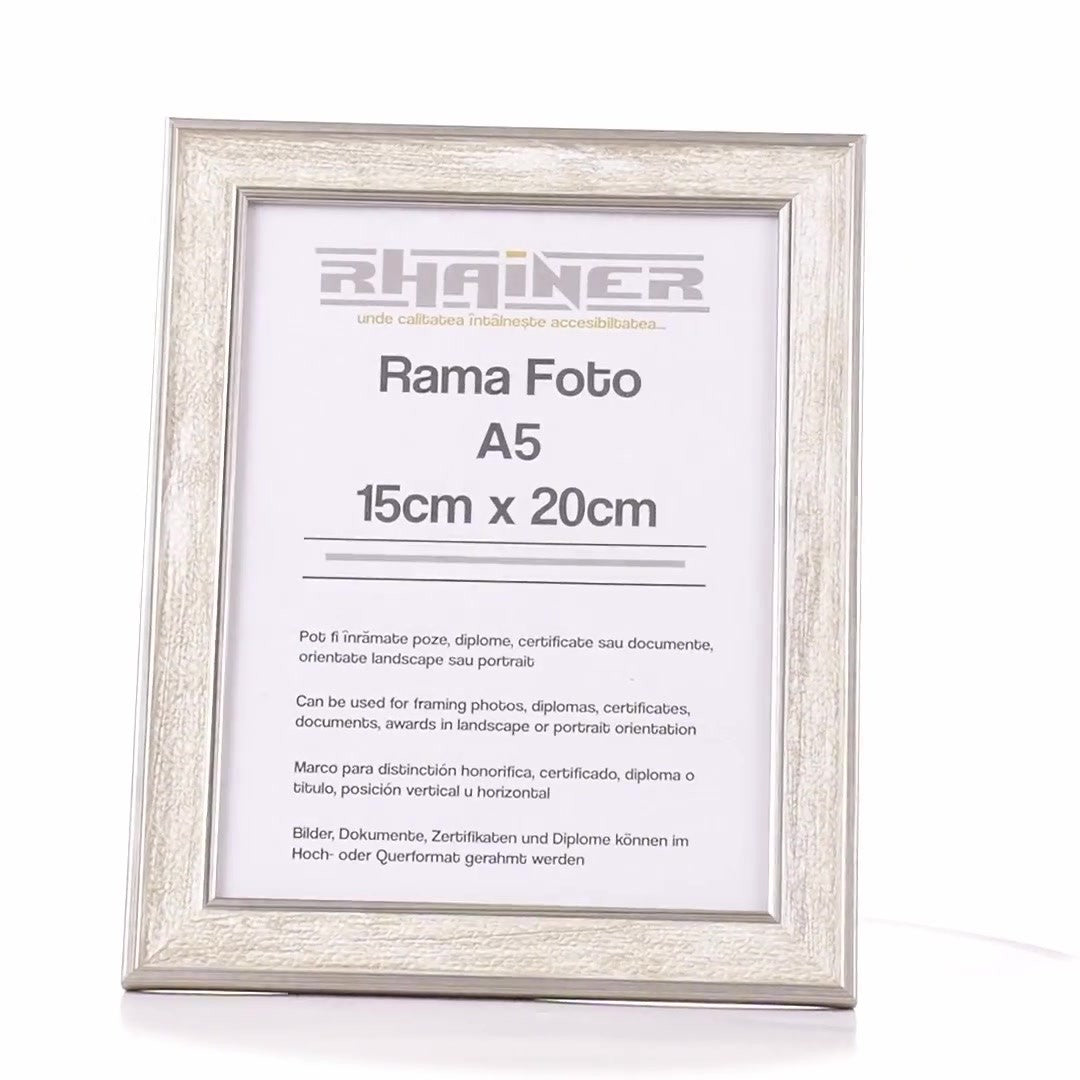 RHAINER
unde calitatea întâlnește accesibiltatea...
Rama Foto
A5
15cm x 20cm
Pot fi înrămate poze, diplome, certificate sau documente,
orientate landscape sau portrait
Can be used for framing photos, diplomas, certificates,
documents, awards in landscape or portrait orientation
Marco para distinctión honorifica, certificado, diploma o
titulo, posición vertical u horizontal
Bilder, Dokumente, Zertifikaten und Diplome können im
Hoch- oder Querformat gerahmt werden